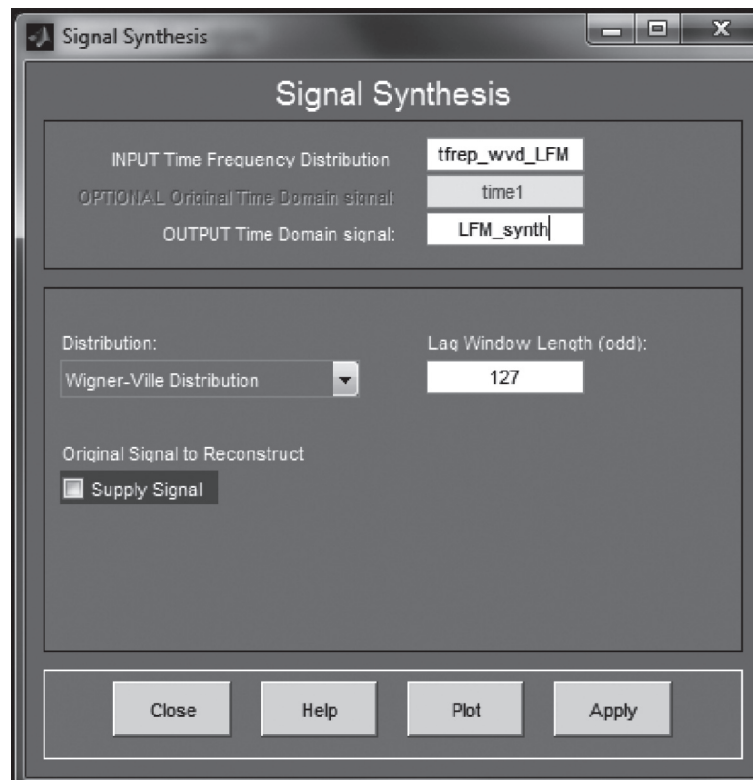 Signal Synthesis
Signal Synthesis
INPUT Time Frequency Distribution tfrep_wvd_LFM
OPTIONAL Original Time Domain signal: time1
OUTPUT Time Domain signal: LFM_synth
Distribution: Lag Window Length (odd):
Wigner-Ville Distribution 127
Original Signal to Reconstruct
Supply Signal
Close Help Plot Apply